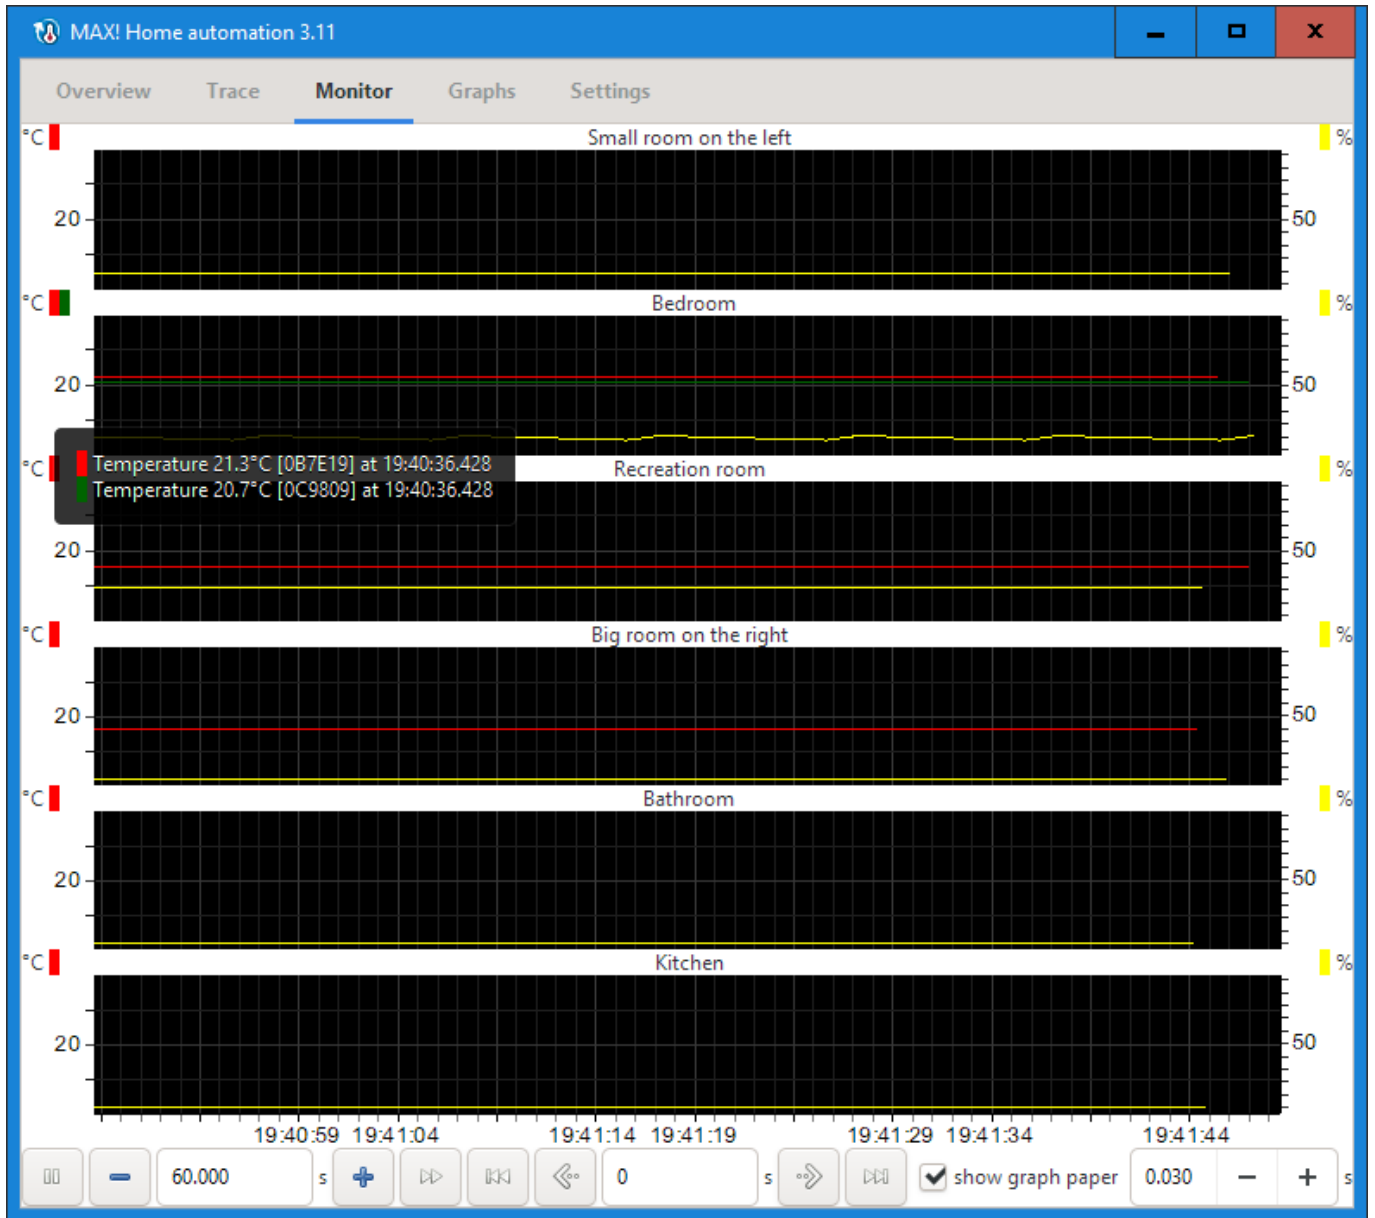 MAX! Home automation 3.11
Overview Trace Monitor Graphs Settings
°C Small room on the left %
20 50
°C Bedroom %
20 50
Temperature 21.3°C [0B7E19] at 19:40:36.428
Temperature 20.7°C [0C9809] at 19:40:36.428
°C Recreation room %
20 50
°C Big room on the right %
20 50
°C Bathroom %
20 50
°C Kitchen %
20 50
19:40:59 19:41:04 19:41:14 19:41:19 19:41:29 19:41:34 19:41:44
60.000 s 0 s show graph paper 0.030 s